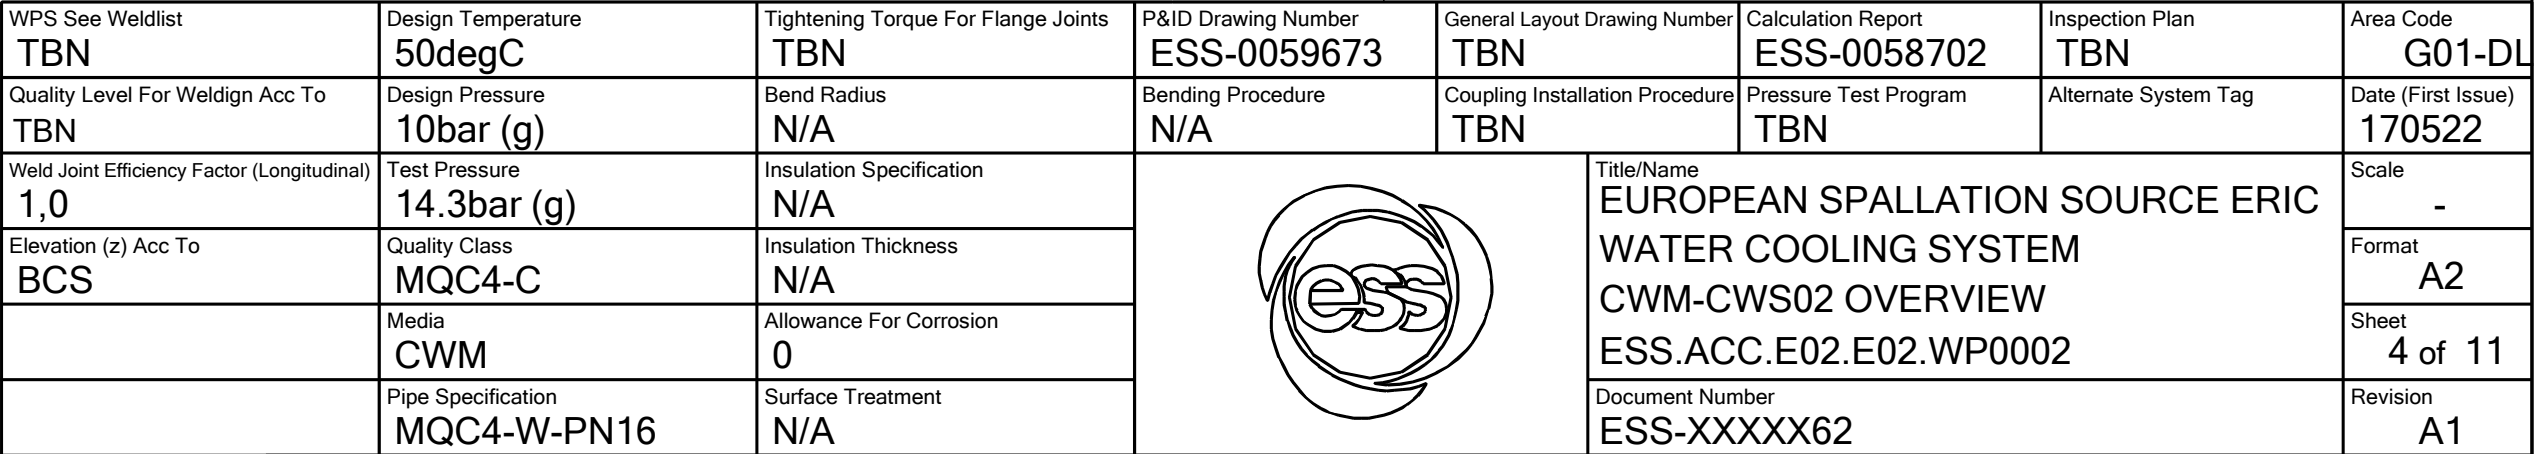 WPS See Weldlist
TBN
Design Temperature
50degC
Tightening Torque For Flange Joints
TBN
P&ID Drawing Number
ESS-0059673
General Layout Drawing Number
TBN
Calculation Report
ESS-0058702
Inspection Plan
TBN
Area Code
G01-DL
Quality Level For Weldign Acc To
TBN
Design Pressure
10bar (g)
Bend Radius
N/A
Bending Procedure
N/A
Coupling Installation Procedure
TBN
Pressure Test Program
TBN
Alternate System Tag
Date (First Issue)
170522
Weld Joint Efficiency Factor (Longitudinal)
1,0
Test Pressure
14.3bar (g)
Insulation Specification
N/A
Elevation (z) Acc To
BCS
Quality Class
MQC4-C
Insulation Thickness
N/A
Media
CWM
Allowance For Corrosion
0
Pipe Specification
MQC4-W-PN16
Surface Treatment
N/A
ess
Title/Name
EUROPEAN SPALLATION SOURCE ERIC
WATER COOLING SYSTEM
CWM-CWS02 OVERVIEW
ESS.ACC.E02.E02.WP0002
Document Number
ESS-XXXXX62
Scale
-
Format
A2
Sheet
4 of 11
Revision
A1